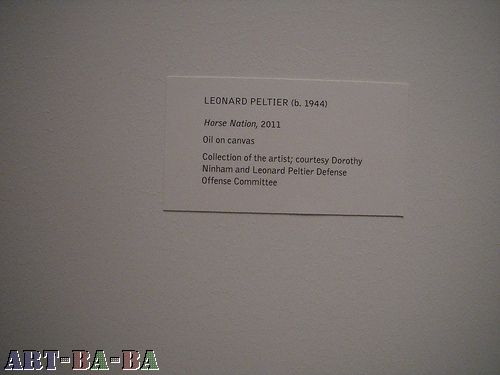 LEONARD PELTIER (b. 1944)
Horse Nation, 2011
Oil on canvas
Collection of the artist; courtesy Dorothy
Ninham and Leonard Peltier Defense
Offense Committee
ART-BA-BA